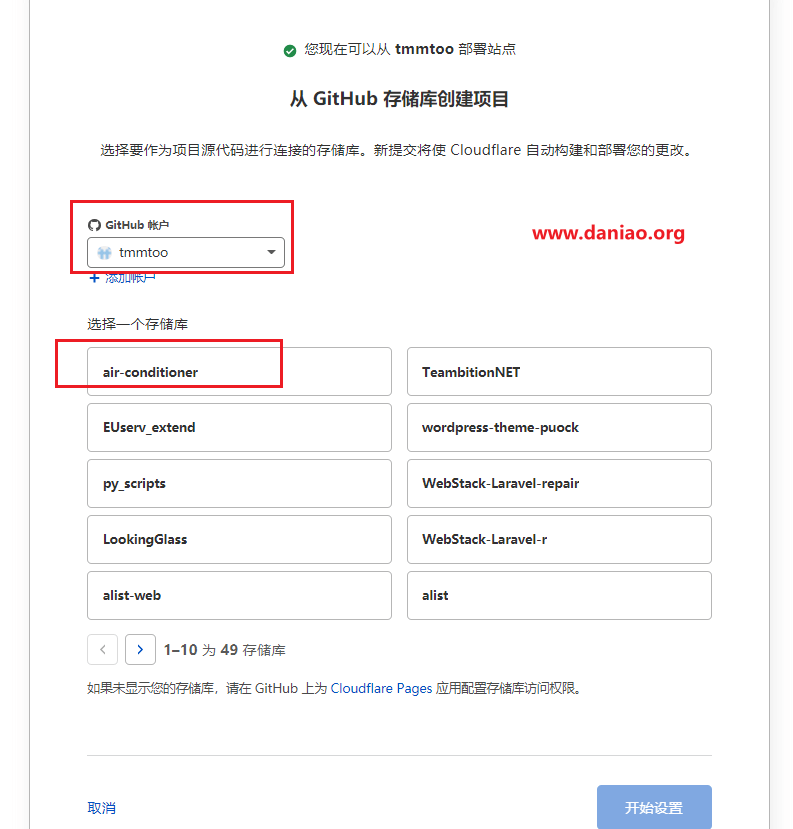 您现在可以从 tmmtoo 部署站点
从 GitHub 存储库创建项目
选择要作为项目源代码进行连接的存储库。新提交将使 Cloudflare 自动构建和部署您的更改。
GitHub 帐户
www.daniao.org
tmmtoo
+ 添加帐户
选择一个存储库
air-conditioner
TeambitionNET
EUserv_extend
wordpress-theme-puock
py_scripts
WebStack-Laravel-repair
LookingGlass
WebStack-Laravel-r
alist-web
alist
1–10 为 49 存储库
如果未显示您的存储库，请在 GitHub 上为 Cloudflare Pages 应用配置存储库访问权限。
取消
开始设置